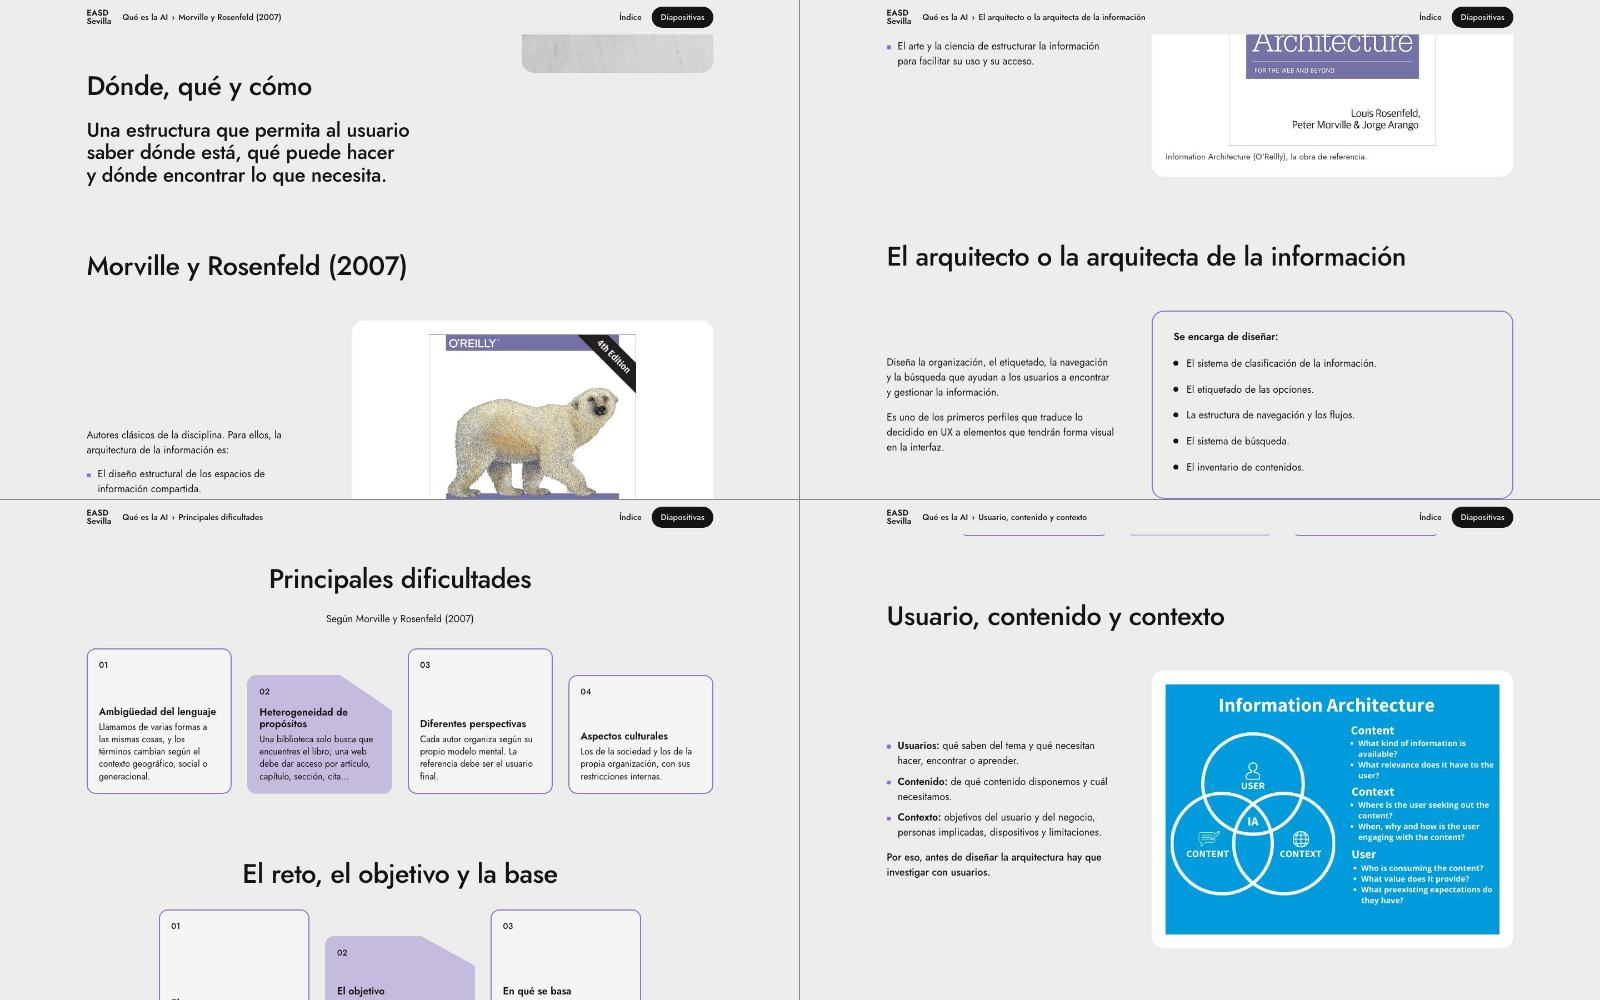 EASD
Sevilla
Qué es la AI › Morville y Rosenfeld (2007)
Índice
Diapositivas
Dónde, qué y cómo
Una estructura que permita al usuario
saber dónde está, qué puede hacer
y dónde encontrar lo que necesita.
Morville y Rosenfeld (2007)
Autores clásicos de la disciplina. Para ellos, la
arquitectura de la información es:
El diseño estructural de los espacios de
información compartida.
O'REILLY
4th Edition
EASD
Sevilla
Qué es la AI › El arquitecto o la arquitecta de la información
Índice
Diapositivas
El arte y la ciencia de estructurar la información
para facilitar su uso y su acceso.
Architecture
FOR THE WEB AND BEYOND
Louis Rosenfeld,
Peter Morville & Jorge Arango
Information Architecture (O'Reilly), la obra de referencia.
El arquitecto o la arquitecta de la información
Diseña la organización, el etiquetado, la navegación
y la búsqueda que ayudan a los usuarios a encontrar
y gestionar la información.
Es uno de los primeros perfiles que traduce lo
decidido en UX a elementos que tendrán forma visual
en la interfaz.
Se encarga de diseñar:
El sistema de clasificación de la información.
El etiquetado de las opciones.
La estructura de navegación y los flujos.
El sistema de búsqueda.
El inventario de contenidos.
EASD
Sevilla
Qué es la AI › Principales dificultades
Índice
Diapositivas
Principales dificultades
Según Morville y Rosenfeld (2007)
01
Ambigüedad del lenguaje
Llamamos de varias formas a
las mismas cosas, y los
términos cambian según el
contexto geográfico, social o
generacional.
02
Heterogeneidad de
propósitos
Una biblioteca solo busca que
encuentres el libro; una web
debe dar acceso por artículo,
capítulo, sección, cita...
03
Diferentes perspectivas
Cada autor organiza según su
propio modelo mental. La
referencia debe ser el usuario
final.
04
Aspectos culturales
Los de la sociedad y los de la
propia organización, con sus
restricciones internas.
El reto, el objetivo y la base
01
02
El objetivo
03
En qué se basa
EASD
Sevilla
Qué es la AI › Usuario, contenido y contexto
Índice
Diapositivas
Usuario, contenido y contexto
Usuarios: qué saben del tema y qué necesitan
hacer, encontrar o aprender.
Contenido: de qué contenido disponemos y cuál
necesitamos.
Contexto: objetivos del usuario y del negocio,
personas implicadas, dispositivos y limitaciones.
Por eso, antes de diseñar la arquitectura hay que
investigar con usuarios.
Information Architecture
USER
IA
CONTENT
CONTEXT
Content
• What kind of information is
available?
• What relevance does it have to the
user?
Context
• Where is the user seeking out the
content?
• When, why and how is the user
engaging with the content?
User
• Who is consuming the content?
• What value does it provide?
• What preexisting expectations do
they have?